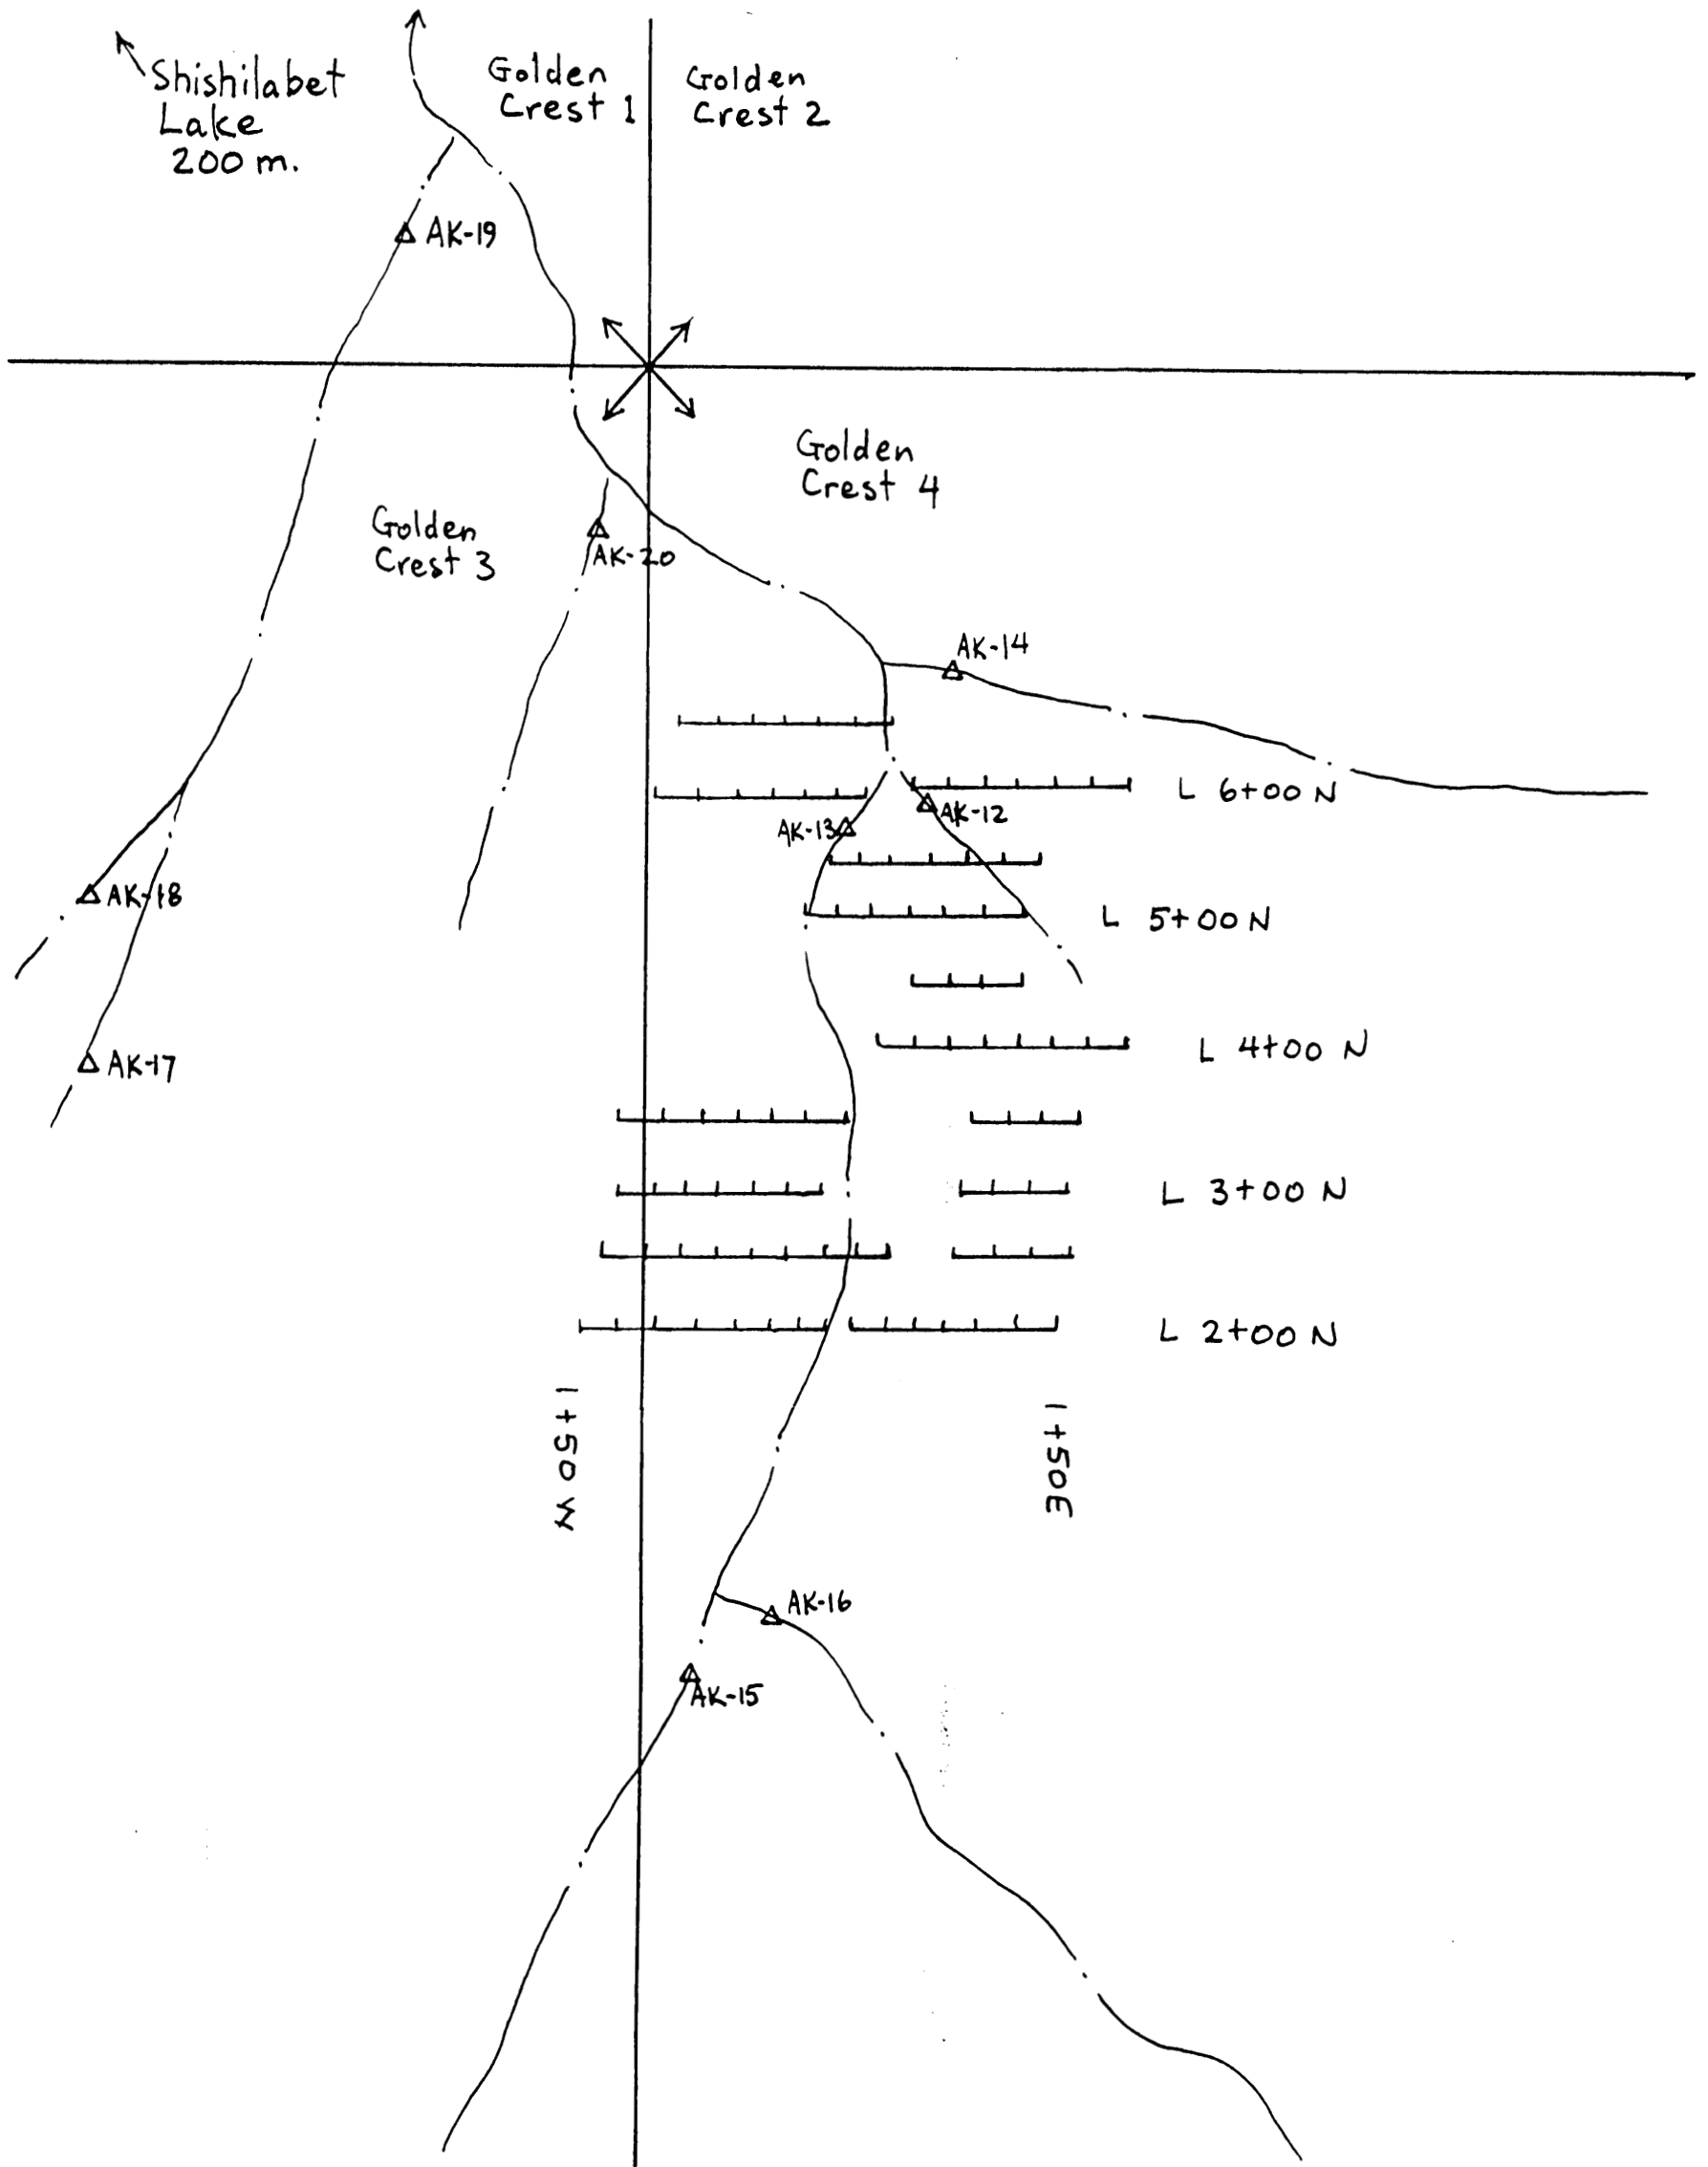 Shishilabet
Lake
200 m.
Golden
Crest 1
Golden
Crest 2
AK-19
Golden
Crest 4
Golden
Crest 3
AK-20
AK-14
L 6+00 N
AK-12
AK-13
AK-18
L 5+00 N
L 4+00 N
AK-17
L 3+00 N
L 2+00 N
1+50 W
1+50E
AK-16
AK-15